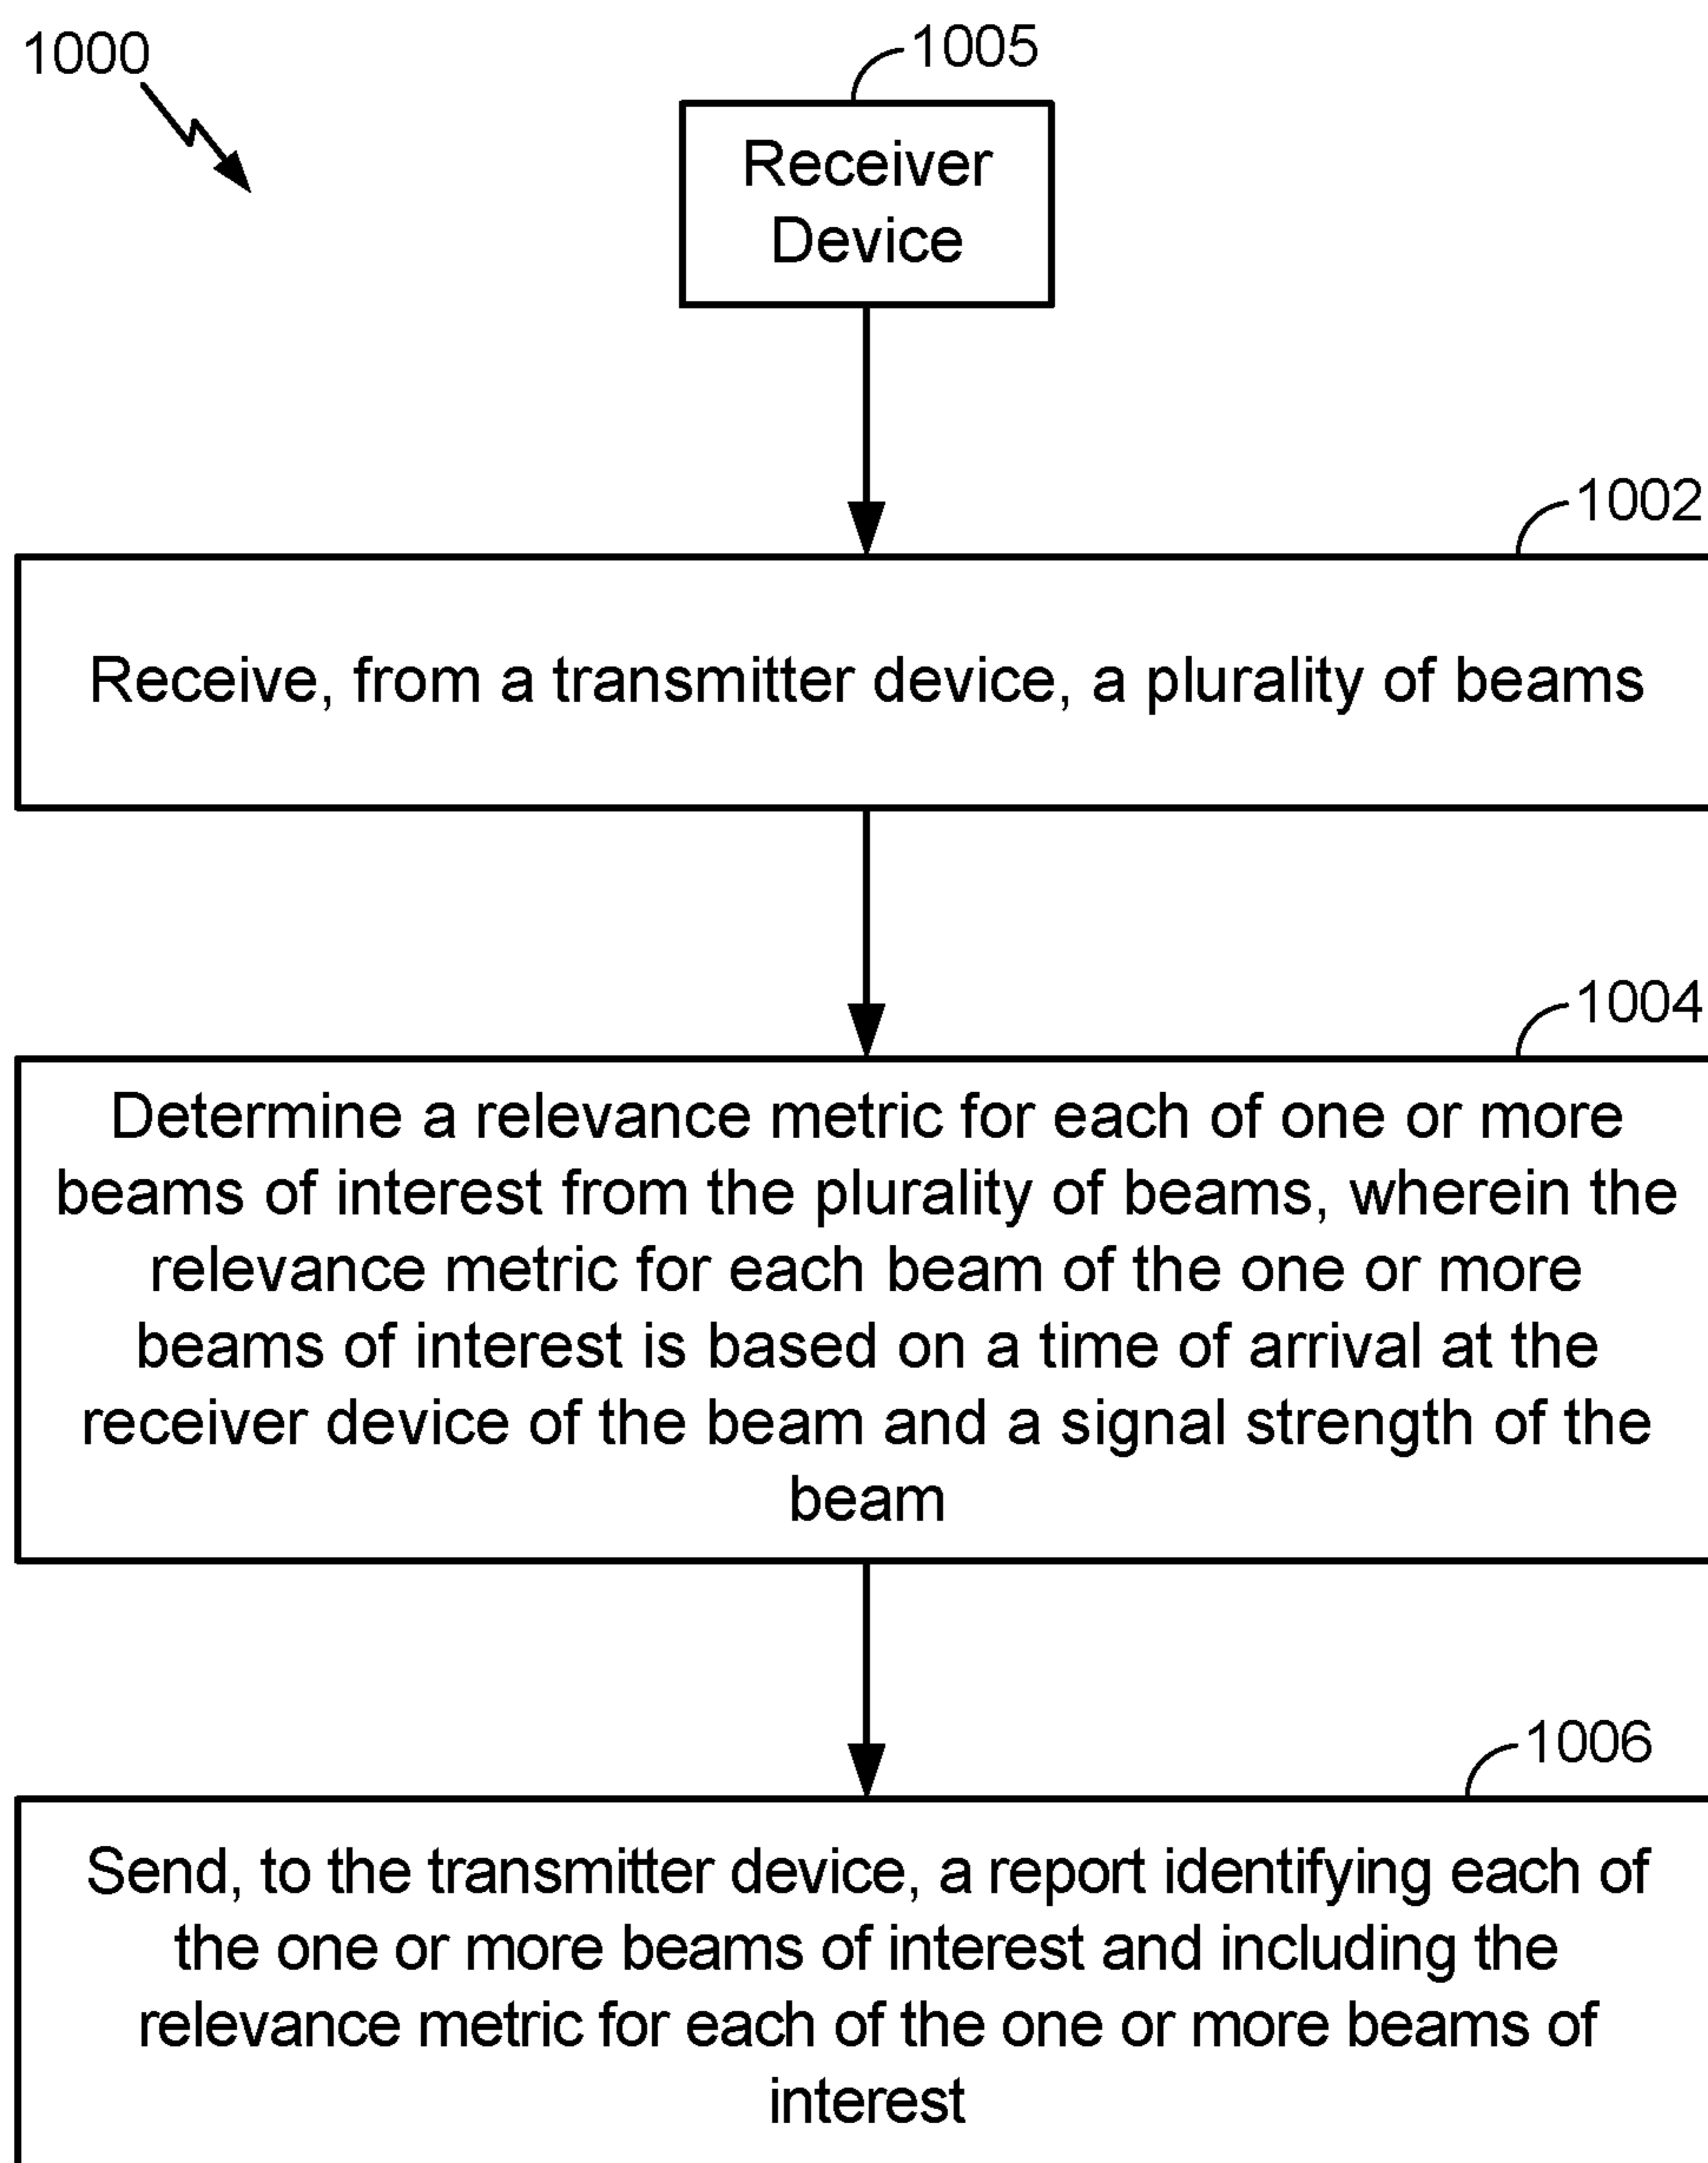 1000
1005
Receiver
Device
1002
Receive, from a transmitter device, a plurality of beams
1004
Determine a relevance metric for each of one or more
beams of interest from the plurality of beams, wherein the
relevance metric for each beam of the one or more
beams of interest is based on a time of arrival at the
receiver device of the beam and a signal strength of the
beam
1006
Send, to the transmitter device, a report identifying each of
the one or more beams of interest and including the
relevance metric for each of the one or more beams of
interest